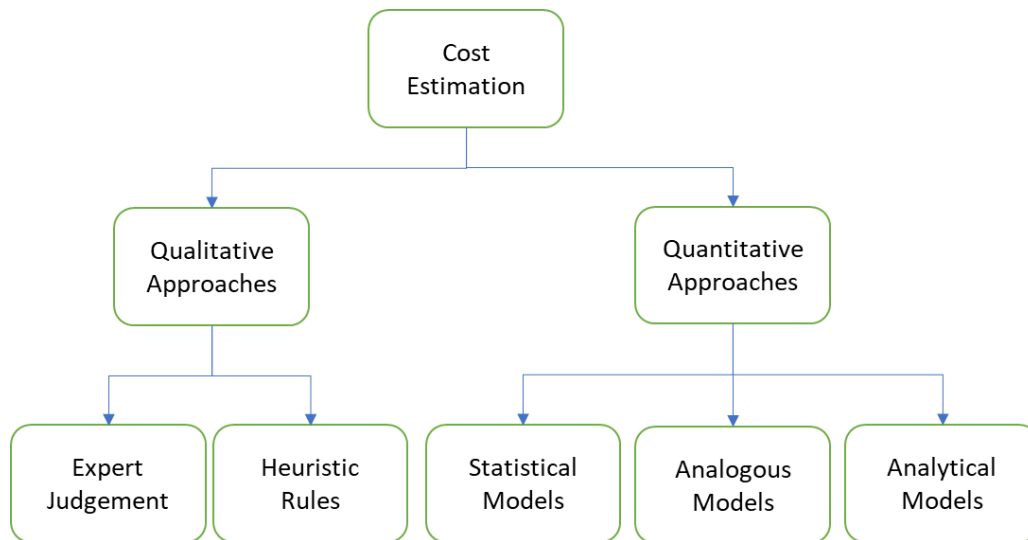 Cost
Estimation
Qualitative
Approaches
Quantitative
Approaches
Expert
Judgement
Heuristic
Rules
Statistical
Models
Analogous
Models
Analytical
Models